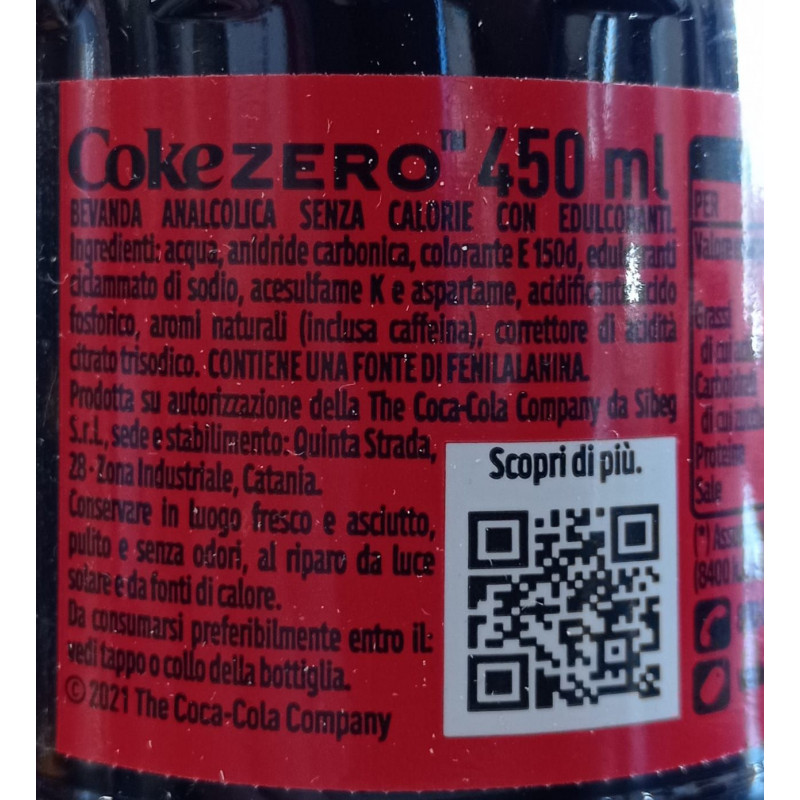 CokeZERO™ 450 ml
BEVANDA ANALCOLICA SENZA CALORIE CON EDULCORANTI.
Ingredienti: acqua, anidride carbonica, colorante E 150d, edulcoranti
ciclammato di sodio, acesulfame K e aspartame, acidificante acido
fosforico, aromi naturali (inclusa caffeina), correttore di acidità
citrato trisodico. CONTIENE UNA FONTE DI FENILALANINA.
Prodotta su autorizzazione della The Coca-Cola Company da Sibeg
S.r.l., sede e stabilimento: Quinta Strada,
28 - Zona Industriale, Catania.
Conservare in luogo fresco e asciutto,
pulito e senza odori, al riparo da luce
solare e da fonti di calore.
Da consumarsi preferibilmente entro il:
vedi tappo o collo della bottiglia.
© 2021 The Coca-Cola Company
Scopri di più.
PER
Grassi
di cui
Carboidrati
di cui
Proteine
Sale
(*)
(8400